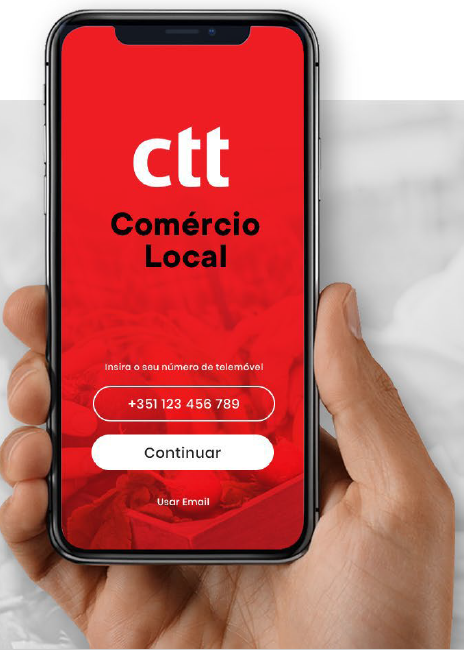 ctt
Comércio
Local
Insira o seu número de telemóvel
+351 123 456 789
Continuar
Usar Email